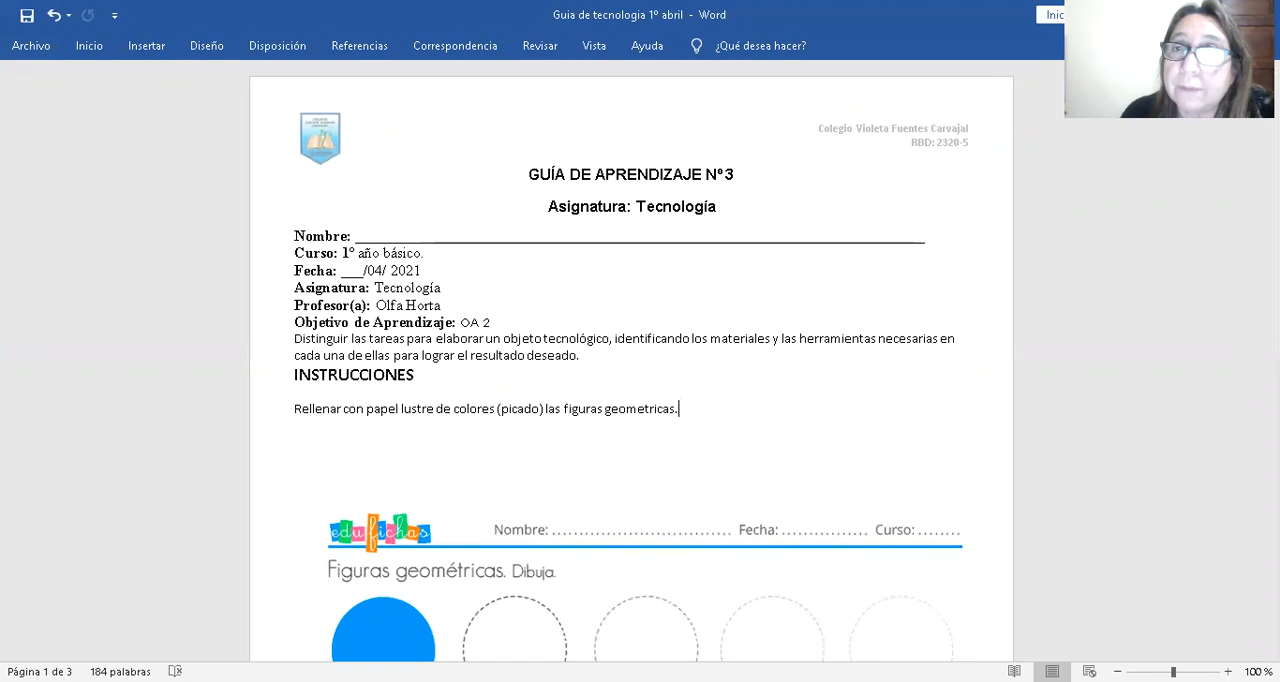 Guia de tecnologia 1º abril - Word
Inic
Archivo Inicio Insertar Diseño Disposición Referencias Correspondencia Revisar Vista Ayuda ¿Qué desea hacer?
Colegio Violeta Fuentes Carvajal
RBD: 2320-5
GUÍA DE APRENDIZAJE Nº3
Asignatura: Tecnología
Nombre: ____________________
Curso: 1° año básico.
Fecha: ___/04/ 2021
Asignatura: Tecnología
Profesor(a): Olfa Horta
Objetivo de Aprendizaje: OA 2
Distinguir las tareas para elaborar un objeto tecnológico, identificando los materiales y las herramientas necesarias en
cada una de ellas para lograr el resultado deseado.
INSTRUCCIONES
Rellenar con papel lustre de colores (picado) las figuras geometricas.
edufichas
Nombre: .................................. Fecha: ................ Curso: ........
Figuras geométricas. Dibuja.
Página 1 de 3 184 palabras 100 %